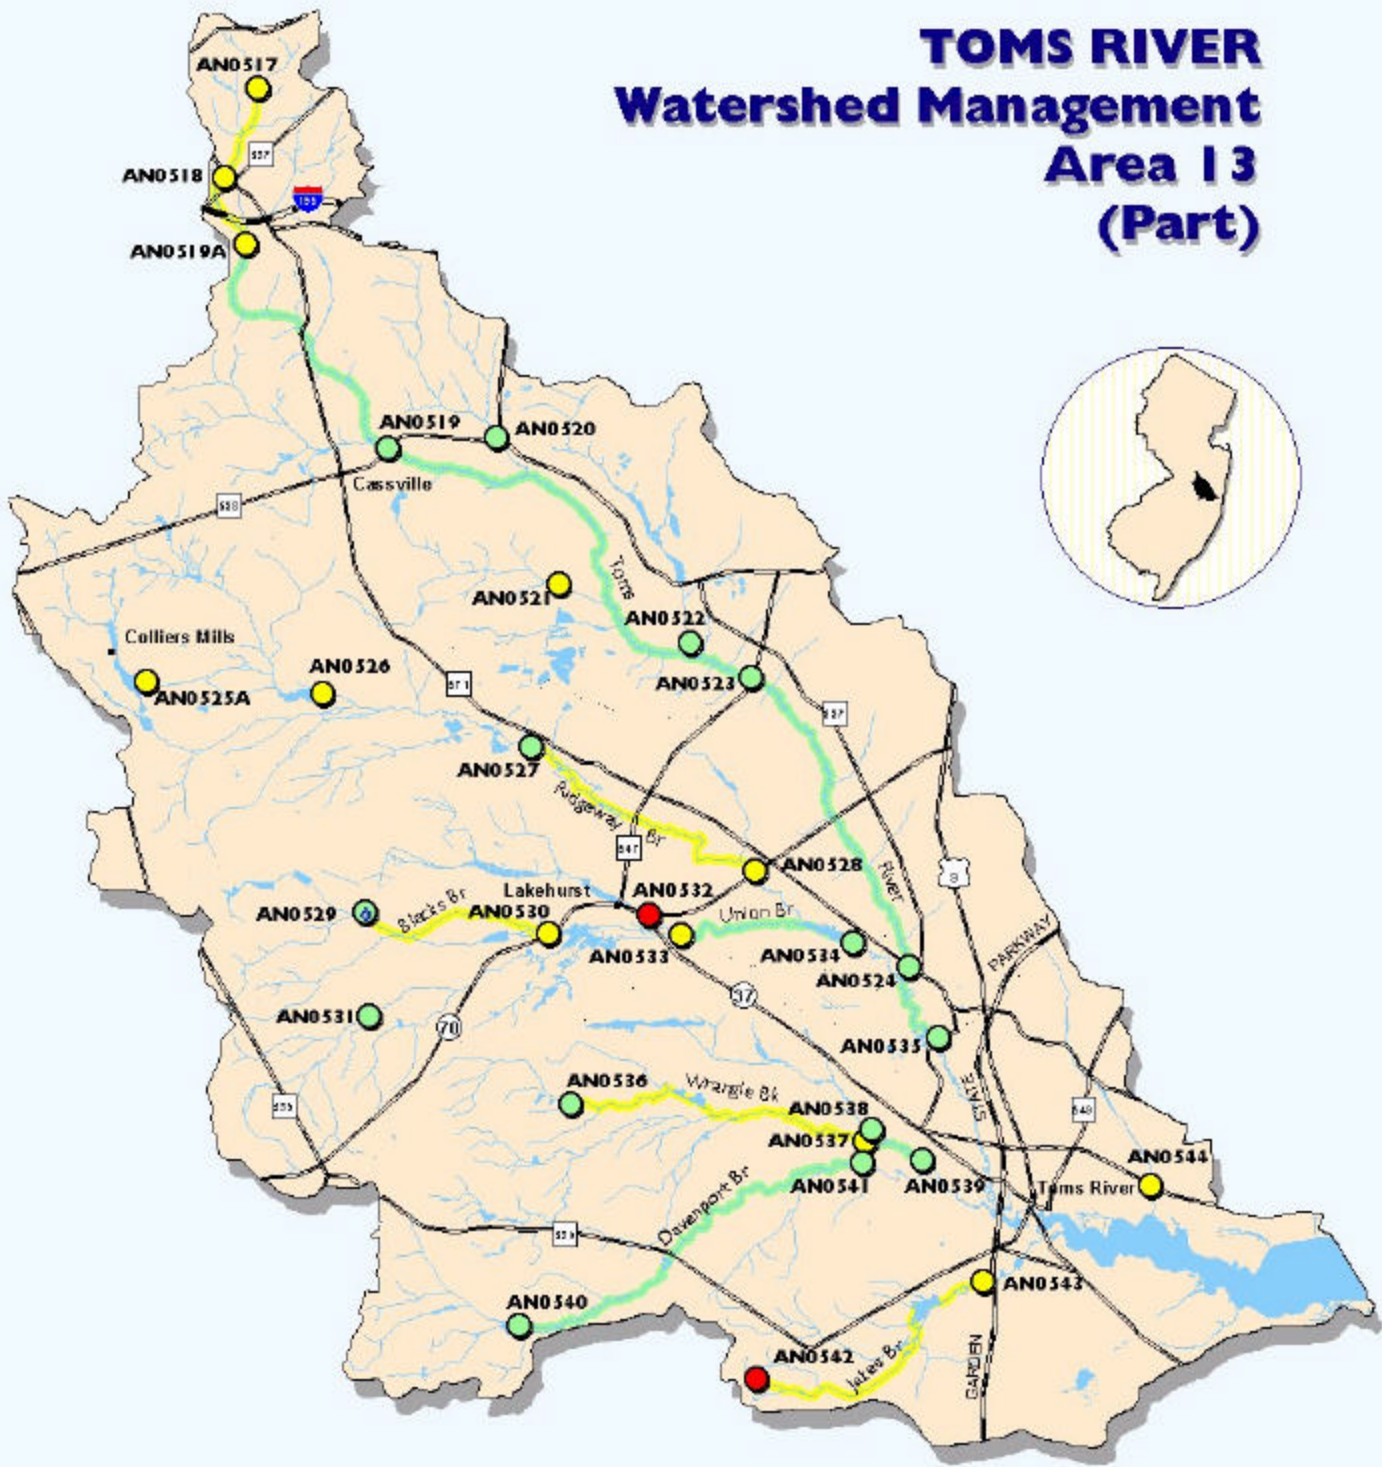 TOMS RIVER
Watershed Management
Area 13
(Part)
AN0517
537
AN0518
195
AN0519A
AN0519
AN0520
Cassville
528
Toms
AN0521
AN0522
Colliers Mills
AN0526
AN0523
571
AN0525A
527
AN0527
Ridgeway Br
547
AN0528
9
River
Lakehurst
AN0532
Blacks Br
AN0529
AN0530
Union Br
AN0533
AN0534
AN0524
PARKWAY
37
AN0531
70
AN0535
AN0536
Wrangle Bk
STATE
AN0538
549
AN0537
AN0544
AN0541
AN0539
Toms River
Davenport Br
AN0543
AN0540
AN0542
Jakes Br
GARDEN